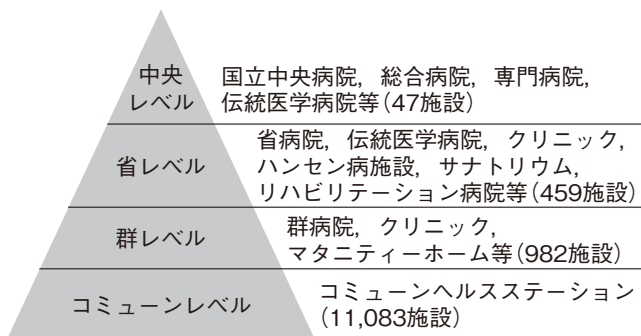 中央
レベル
国立中央病院，総合病院，専門病院，
伝統医学病院等(47施設)
省レベル
省病院，伝統医学病院，クリニック，
ハンセン病施設，サナトリウム，
リハビリテーション病院等(459施設)
群レベル
群病院，クリニック，
マタニティーホーム等(982施設)
コミューンレベル
コミューンヘルスステーション
(11,083施設)